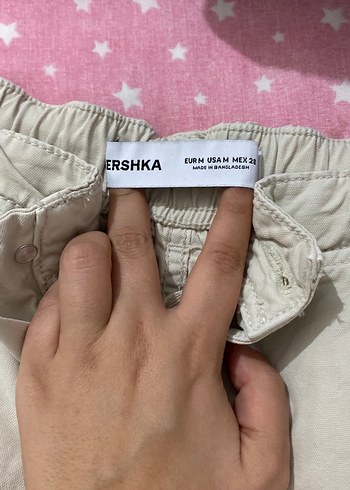 ERSHKA
EUR M USA M MEX 28
MADE IN BANGLADESH